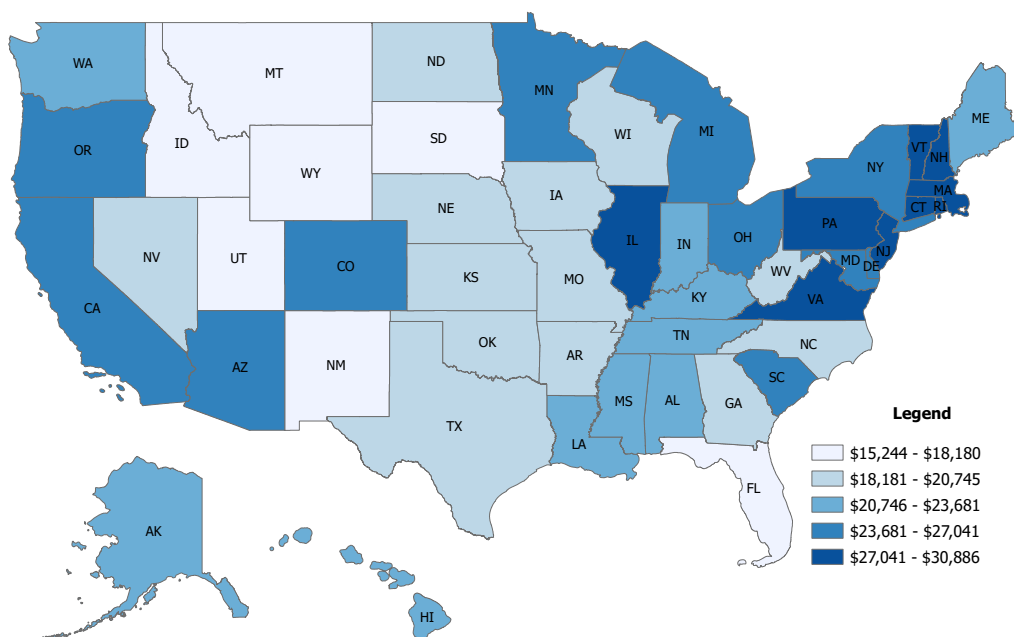 WA
MT
ND
MN
ME
OR
ID
SD
WI
MI
VT
NH
NY
WY
MA
CT
RI
IA
NE
PA
NV
UT
CO
IL
IN
OH
NJ
MD
DE
KS
MO
WV
CA
KY
VA
AZ
NM
OK
TN
NC
AR
SC
MS
AL
GA
TX
LA
FL
AK
HI
Legend
$15,244 - $18,180
$18,181 - $20,745
$20,746 - $23,681
$23,681 - $27,041
$27,041 - $30,886